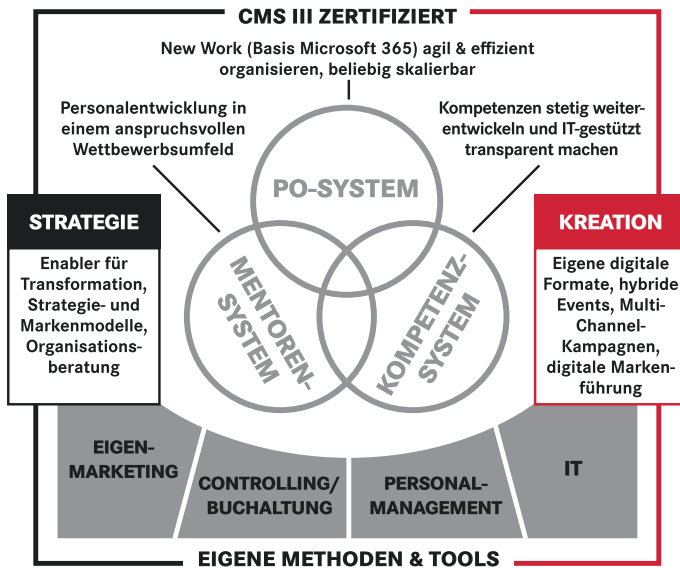 CMS III ZERTIFIZIERT
New Work (Basis Microsoft 365) agil & effizient
organisieren, beliebig skalierbar
Personalentwicklung in
einem anspruchsvollen
Wettbewerbsumfeld
Kompetenzen stetig weiter-
entwickeln und IT-gestützt
transparent machen
PO-SYSTEM
MENTOREN-
SYSTEM
KOMPETENZ-
SYSTEM
STRATEGIE
Enabler für
Transformation,
Strategie- und
Markenmodelle,
Organisations-
beratung
KREATION
Eigene digitale
Formate, hybride
Events, Multi-
Channel-
Kampagnen,
digitale Marken-
führung
EIGEN-
MARKETING
CONTROLLING/
BUCHALTUNG
PERSONAL-
MANAGEMENT
IT
EIGENE METHODEN & TOOLS